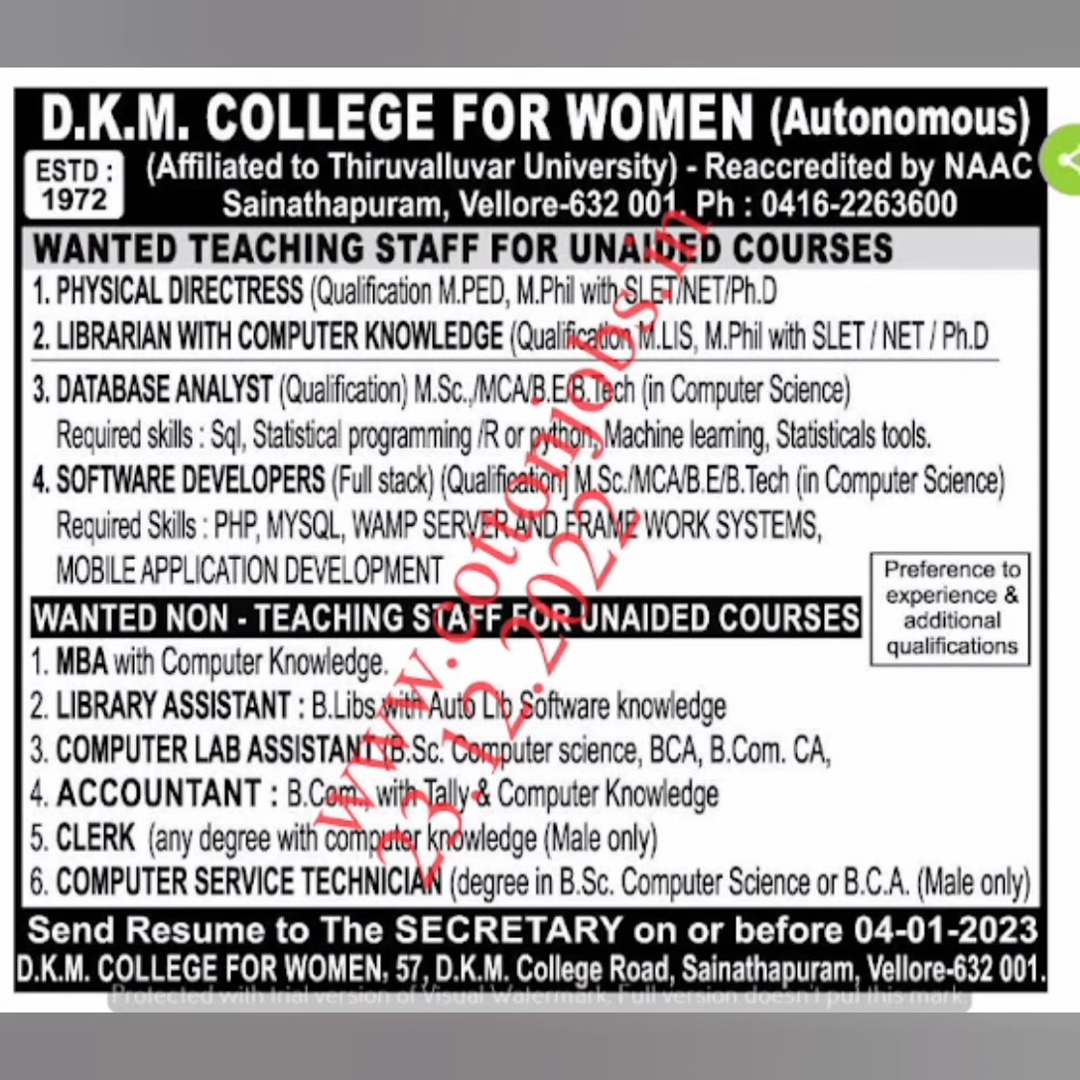 D.K.M. COLLEGE FOR WOMEN (Autonomous)
ESTD :
1972
(Affiliated to Thiruvalluvar University) - Reaccredited by NAAC
Sainathapuram, Vellore-632 001. Ph : 0416-2263600
WANTED TEACHING STAFF FOR UNAIDED COURSES
1. PHYSICAL DIRECTRESS (Qualification M.PED, M.Phil with SLET/NET/Ph.D
2. LIBRARIAN WITH COMPUTER KNOWLEDGE (Qualification M.LIS, M.Phil with SLET / NET / Ph.D
3. DATABASE ANALYST (Qualification) M.Sc.,/MCA/B.E/B.Tech (in Computer Science)
Required skills : Sql, Statistical programming /R or python, Machine learning, Statisticals tools.
4. SOFTWARE DEVELOPERS (Full stack) (Qualification] M.Sc./MCA/B.E/B.Tech (in Computer Science)
Required Skills : PHP, MYSQL, WAMP SERVER AND FRAME WORK SYSTEMS,
MOBILE APPLICATION DEVELOPMENT
Preference to
experience &
additional
qualifications
WANTED NON - TEACHING STAFF FOR UNAIDED COURSES
1. MBA with Computer Knowledge.
2. LIBRARY ASSISTANT : B.Libs with Auto Lib Software knowledge
3. COMPUTER LAB ASSISTANT : B.Sc. Computer science, BCA, B.Com. CA,
4. ACCOUNTANT : B.Com., with Tally & Computer Knowledge
5. CLERK (any degree with computer knowledge (Male only)
6. COMPUTER SERVICE TECHNICIAN (degree in B.Sc. Computer Science or B.C.A. (Male only)
Send Resume to The SECRETARY on or before 04-01-2023
D.K.M. COLLEGE FOR WOMEN, 57, D.K.M. College Road, Sainathapuram, Vellore-632 001.
www.cottonjobs.in
23.12.2022
Protected with trial version of Visual Watermark. Full version doesn't put this mark.